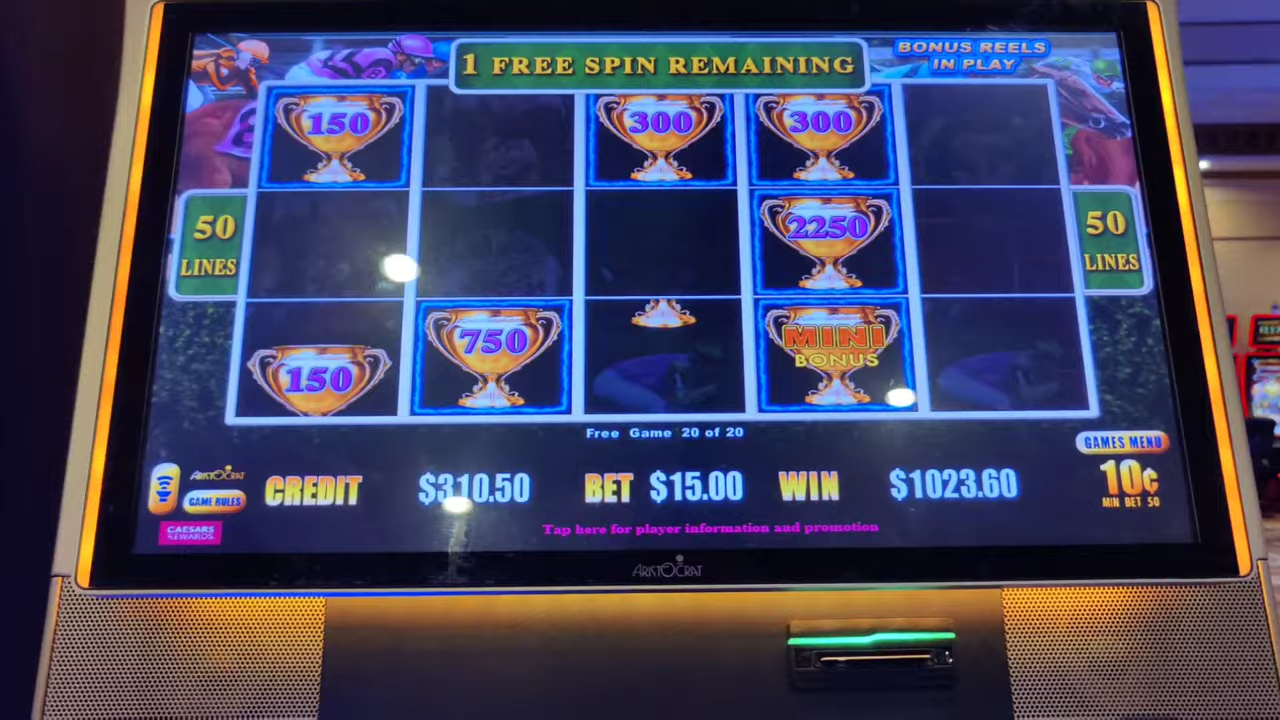 1 FREE SPIN REMAINING
BONUS REELS
IN PLAY
150
300
300
50
LINES
2250
50
LINES
150
750
MINI
BONUS
Free Game 20 of 20
GAMES MENU
ARISTOCRAT
GAME RULES
CREDIT $310.50 BET $15.00 WIN $1023.60
10¢
MIN BET 50
CAESARS
REWARDS
Tap here for player information and promotion
ARISTOCRAT